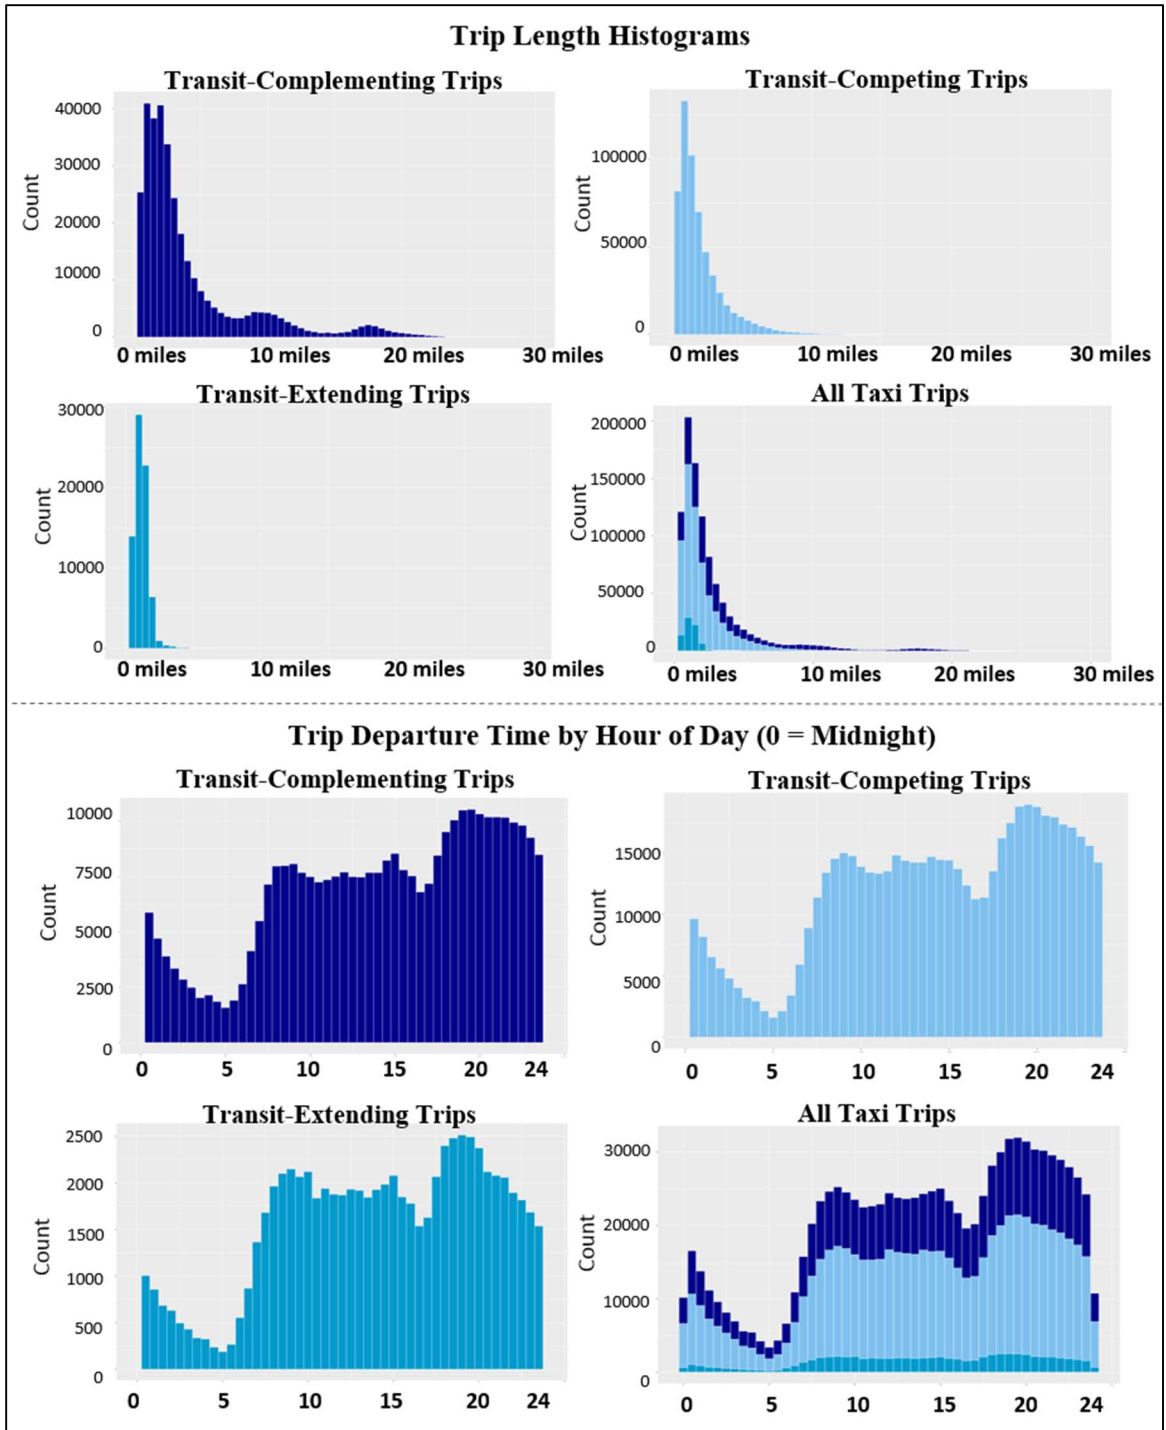 Trip Length Histograms
Transit-Complementing Trips
Count
40000
30000
20000
10000
0
0 miles 10 miles 20 miles 30 miles
Transit-Competing Trips
Count
100000
50000
0
0 miles 10 miles 20 miles 30 miles
Transit-Extending Trips
Count
30000
20000
10000
0
0 miles 10 miles 20 miles 30 miles
All Taxi Trips
Count
200000
150000
100000
50000
0
0 miles 10 miles 20 miles 30 miles
Trip Departure Time by Hour of Day (0 = Midnight)
Transit-Complementing Trips
Count
10000
7500
5000
2500
0
0 5 10 15 20 24
Transit-Competing Trips
Count
15000
10000
5000
0
0 5 10 15 20 24
Transit-Extending Trips
Count
2500
2000
1500
1000
500
0
0 5 10 15 20 24
All Taxi Trips
Count
30000
20000
10000
0
0 5 10 15 20 24